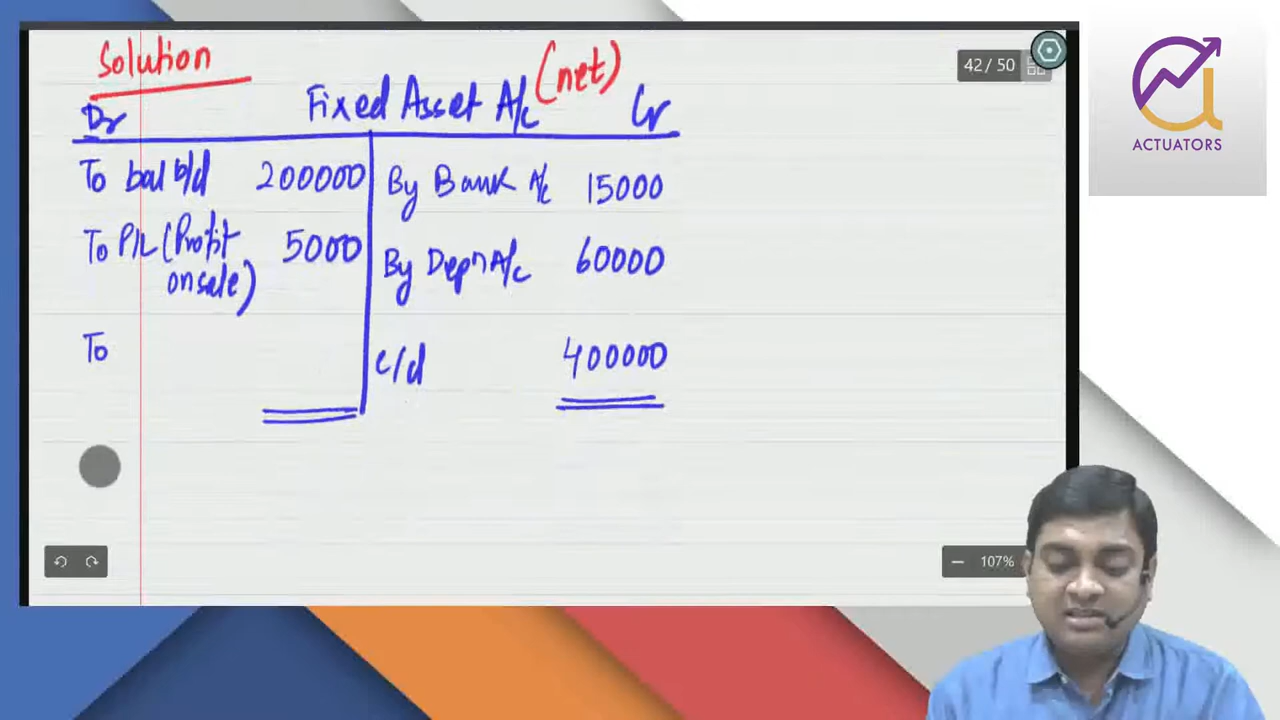 Solution
Dr Fixed Asset A/c (net) Cr
To bal b/d 200000 By Bank A/c 15000
To P/L (Profit on sale) 5000 By Depn A/c 60000
To c/d 400000
42 / 50
107%
ACTUATORS